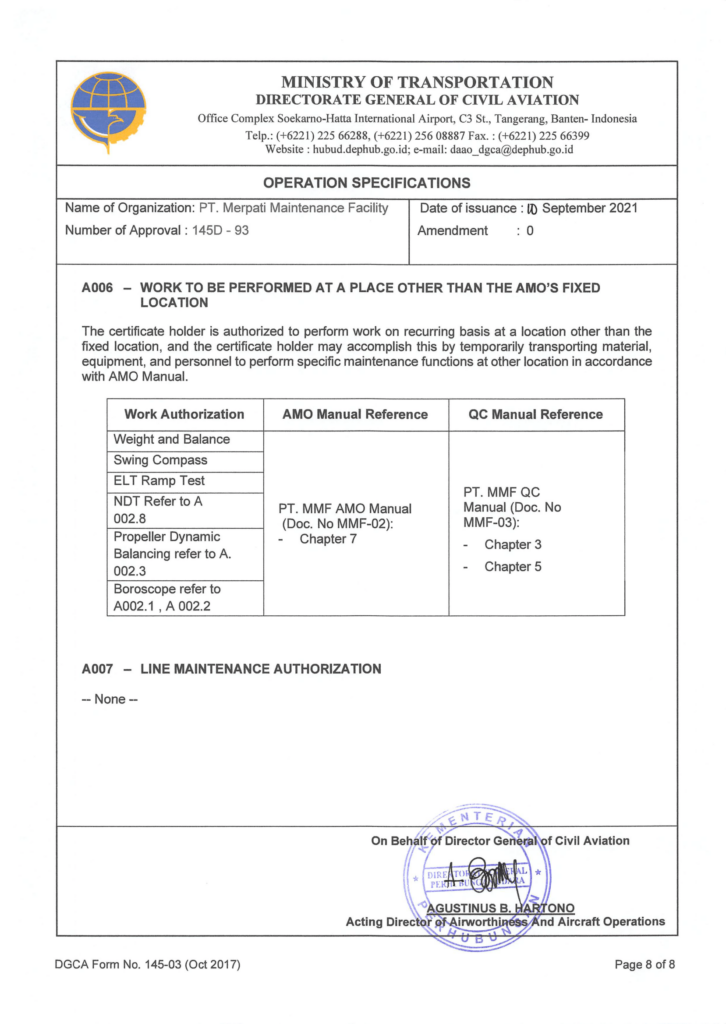 MINISTRY OF TRANSPORTATION
DIRECTORATE GENERAL OF CIVIL AVIATION
Office Complex Soekarno-Hatta International Airport, C3 St., Tangerang, Banten- Indonesia
Telp.: (+6221) 225 66288, (+6221) 256 08887 Fax. : (+6221) 225 66399
Website : hubud.dephub.go.id; e-mail: daao_dgca@dephub.go.id
OPERATION SPECIFICATIONS
Name of Organization: PT. Merpati Maintenance Facility
Number of Approval : 145D - 93
Date of issuance : 10 September 2021
Amendment : 0
A006 – WORK TO BE PERFORMED AT A PLACE OTHER THAN THE AMO'S FIXED
LOCATION
The certificate holder is authorized to perform work on recurring basis at a location other than the
fixed location, and the certificate holder may accomplish this by temporarily transporting material,
equipment, and personnel to perform specific maintenance functions at other location in accordance
with AMO Manual.
Work Authorization
AMO Manual Reference
QC Manual Reference
Weight and Balance
Swing Compass
ELT Ramp Test
NDT Refer to A
002.8
Propeller Dynamic
Balancing refer to A.
002.3
Boroscope refer to
A002.1 , A 002.2
PT. MMF AMO Manual
(Doc. No MMF-02):
- Chapter 7
PT. MMF QC
Manual (Doc. No
MMF-03):
- Chapter 3
- Chapter 5
A007 – LINE MAINTENANCE AUTHORIZATION
-- None --
On Behalf of Director General of Civil Aviation
KEMENTERIAN
PERHUBUNGAN
AGUSTINUS B. HARTONO
Acting Director of Airworthiness And Aircraft Operations
DGCA Form No. 145-03 (Oct 2017)
Page 8 of 8